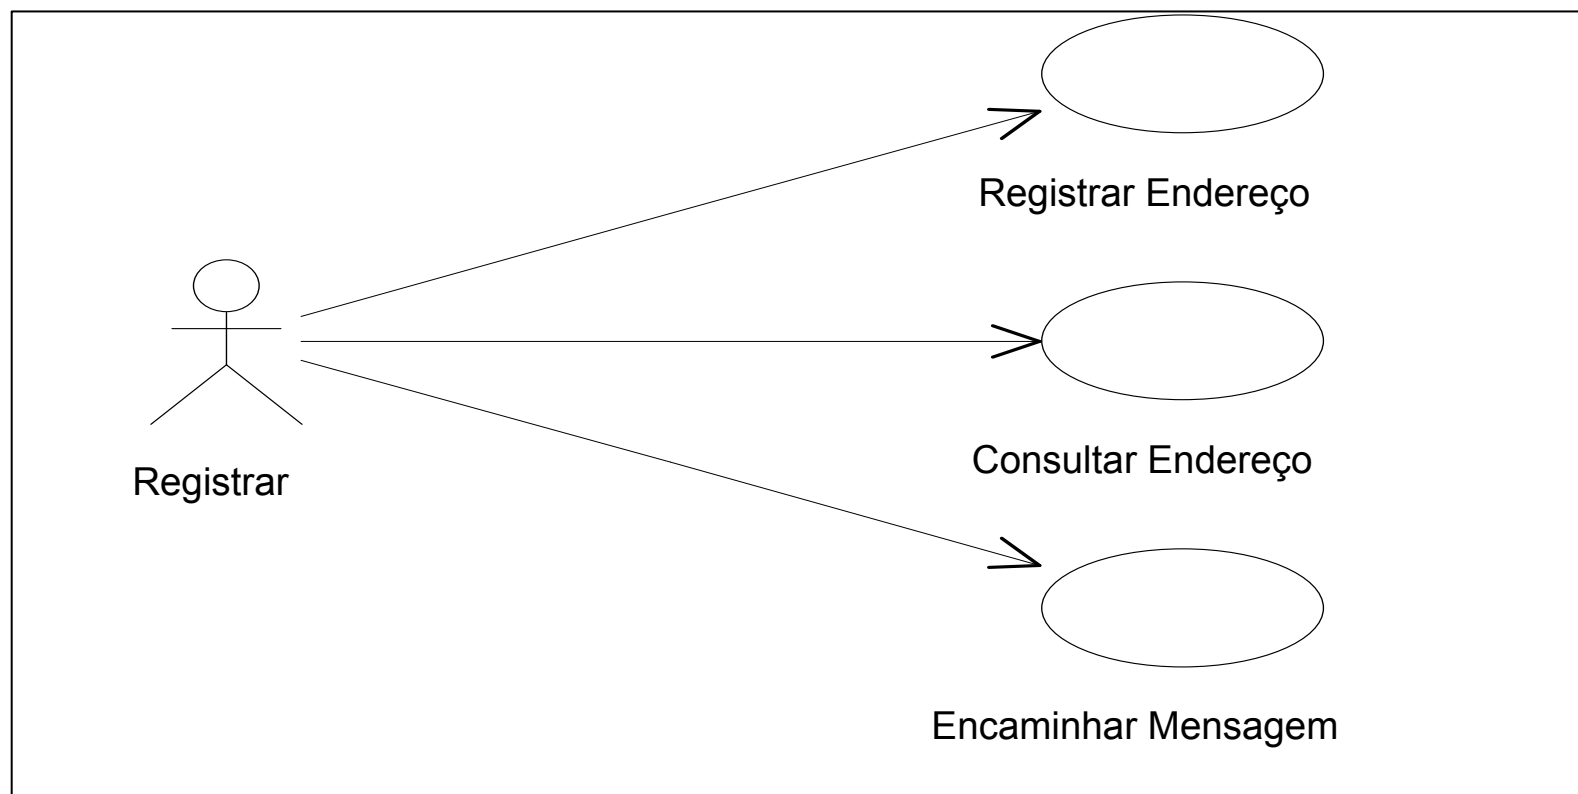 Registrar Endereço
Consultar Endereço
Registrar
Encaminhar Mensagem